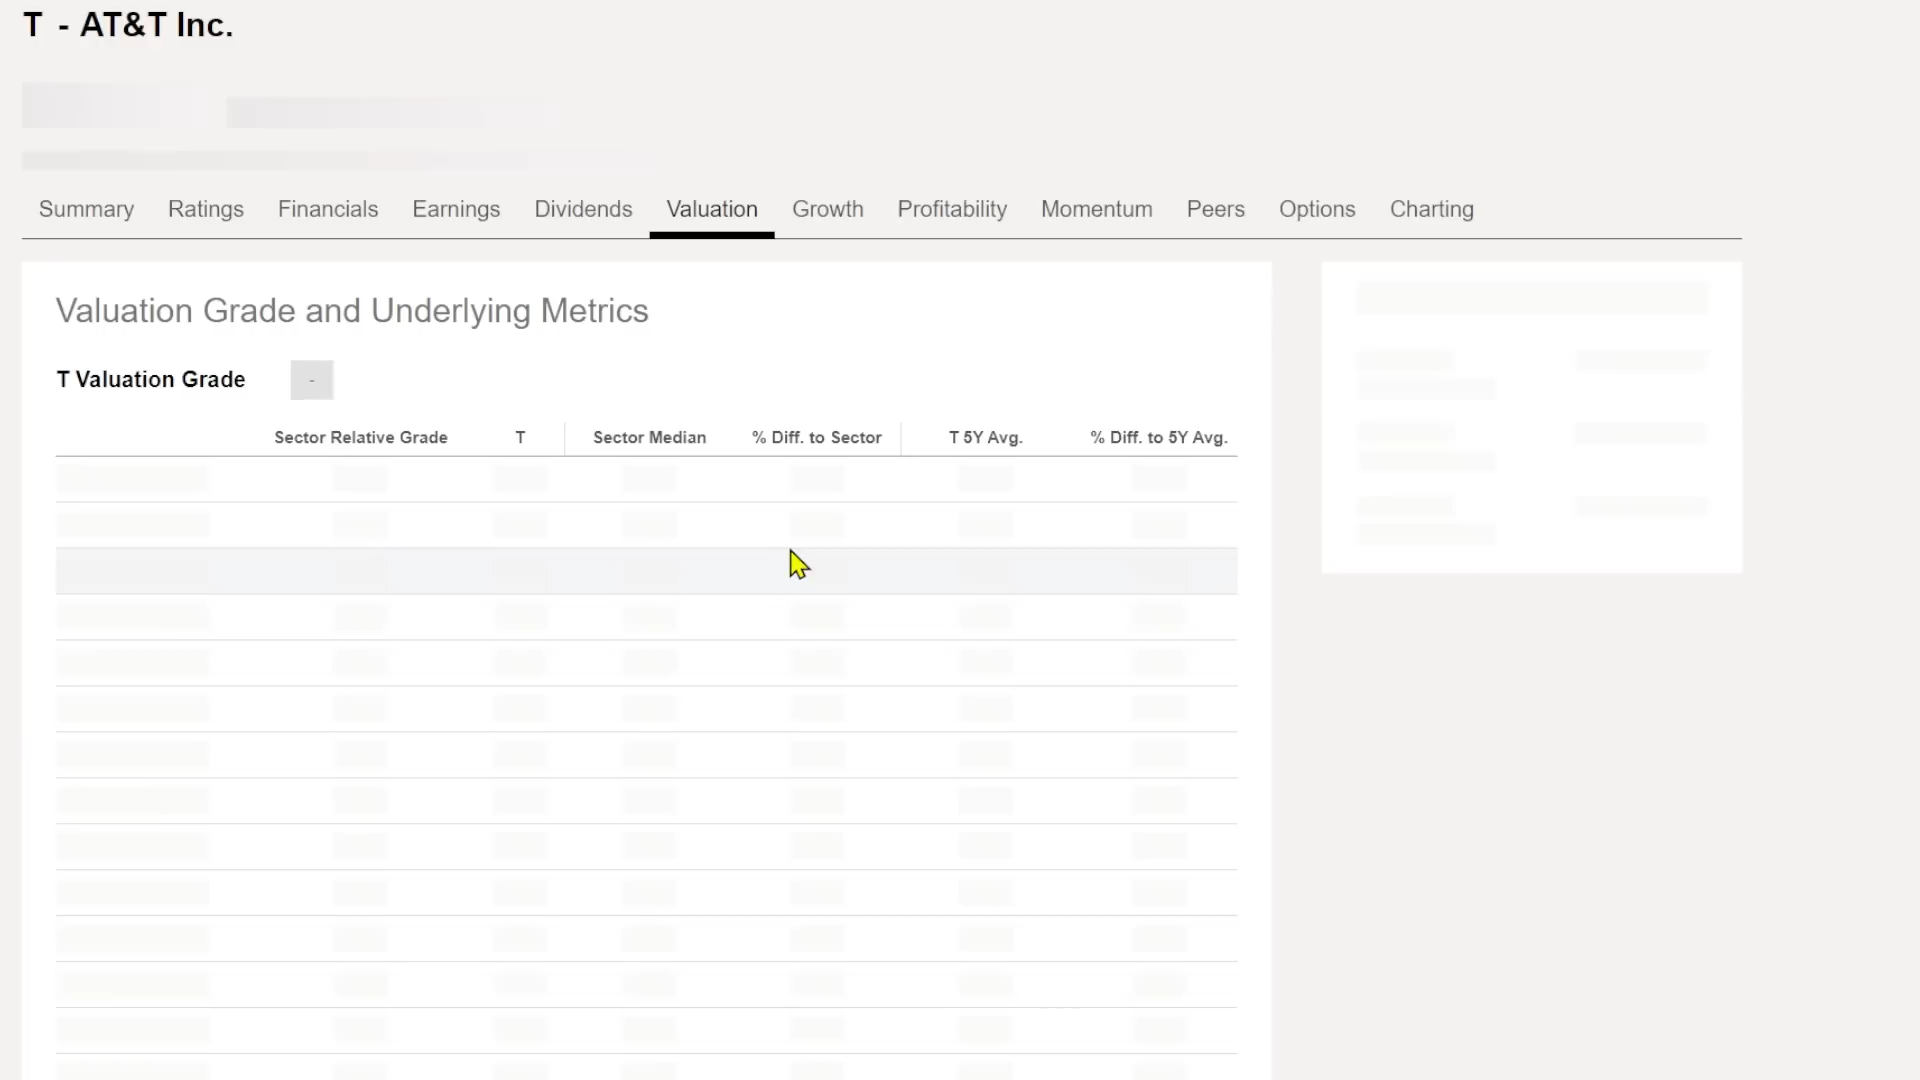 T - AT&T Inc.
Summary Ratings Financials Earnings Dividends Valuation Growth Profitability Momentum Peers Options Charting
Valuation Grade and Underlying Metrics
T Valuation Grade -
Sector Relative Grade T Sector Median % Diff. to Sector T 5Y Avg. % Diff. to 5Y Avg.